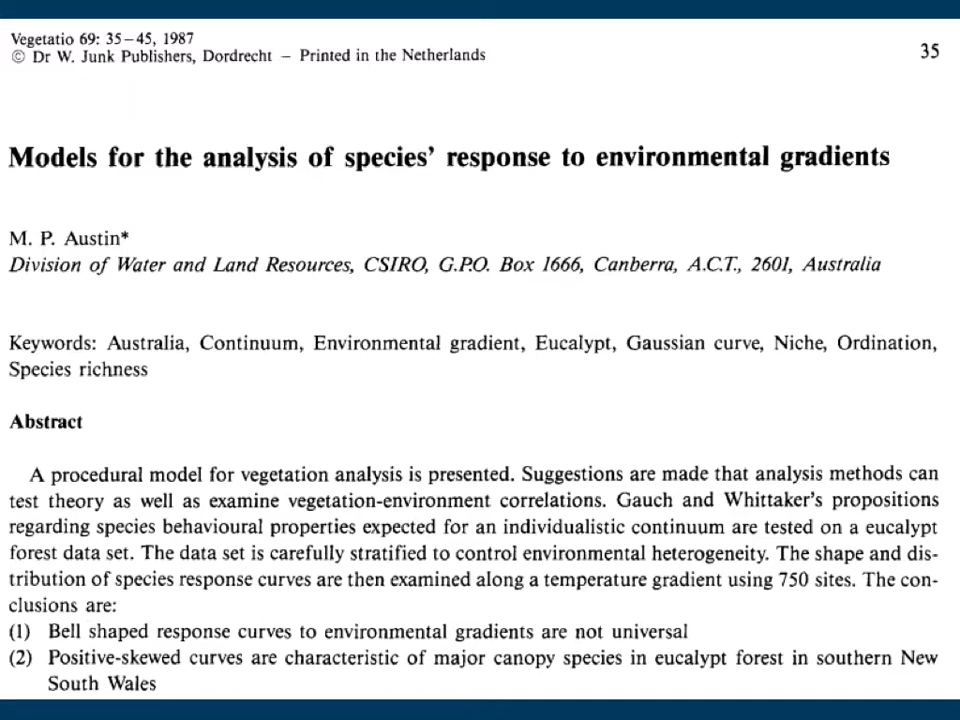 Vegetatio 69: 35–45, 1987
© Dr W. Junk Publishers, Dordrecht – Printed in the Netherlands
35
Models for the analysis of species' response to environmental gradients
M. P. Austin*
Division of Water and Land Resources, CSIRO, G.P.O. Box 1666, Canberra, A.C.T., 2601, Australia
Keywords: Australia, Continuum, Environmental gradient, Eucalypt, Gaussian curve, Niche, Ordination,
Species richness
Abstract
A procedural model for vegetation analysis is presented. Suggestions are made that analysis methods can
test theory as well as examine vegetation-environment correlations. Gauch and Whittaker's propositions
regarding species behavioural properties expected for an individualistic continuum are tested on a eucalypt
forest data set. The data set is carefully stratified to control environmental heterogeneity. The shape and dis-
tribution of species response curves are then examined along a temperature gradient using 750 sites. The con-
clusions are:
(1) Bell shaped response curves to environmental gradients are not universal
(2) Positive-skewed curves are characteristic of major canopy species in eucalypt forest in southern New
South Wales